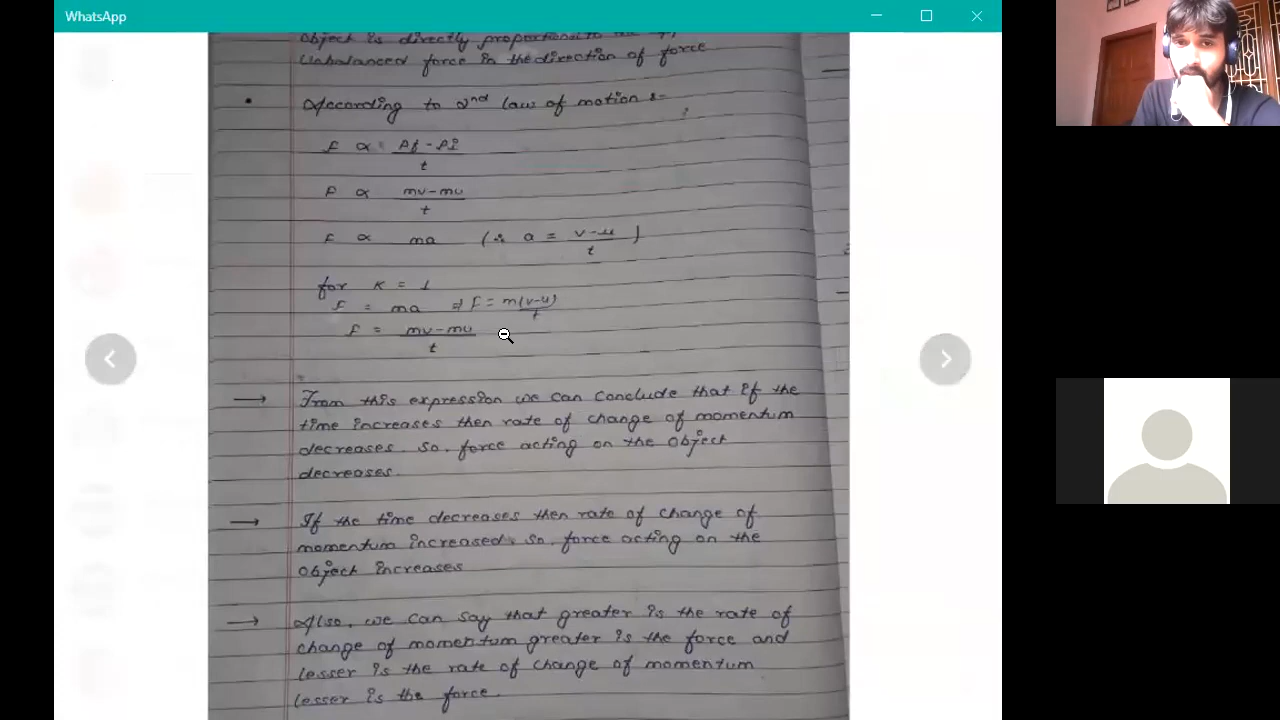 WhatsApp
object is directly proportional to
Unbalanced force in the direction of force
• According to 2nd law of motion :-
F ∝ Pf - Pi / t
F ∝ mv - mu / t
F ∝ ma (∵ a = v-u / t )
for K = 1
F = ma ⇒ F = m(v-u) / t
F = mv - mu / t
→ From this expression we can conclude that if the
time increases then rate of change of momentum
decreases. so. force acting on the object
decreases.
→ If the time decreases then rate of change of
momentum increased. so. force acting on the
object increases
→ Also, we can say that greater is the rate of
change of momentum greater is the force and
lesser is the rate of change of momentum
lesser is the force.